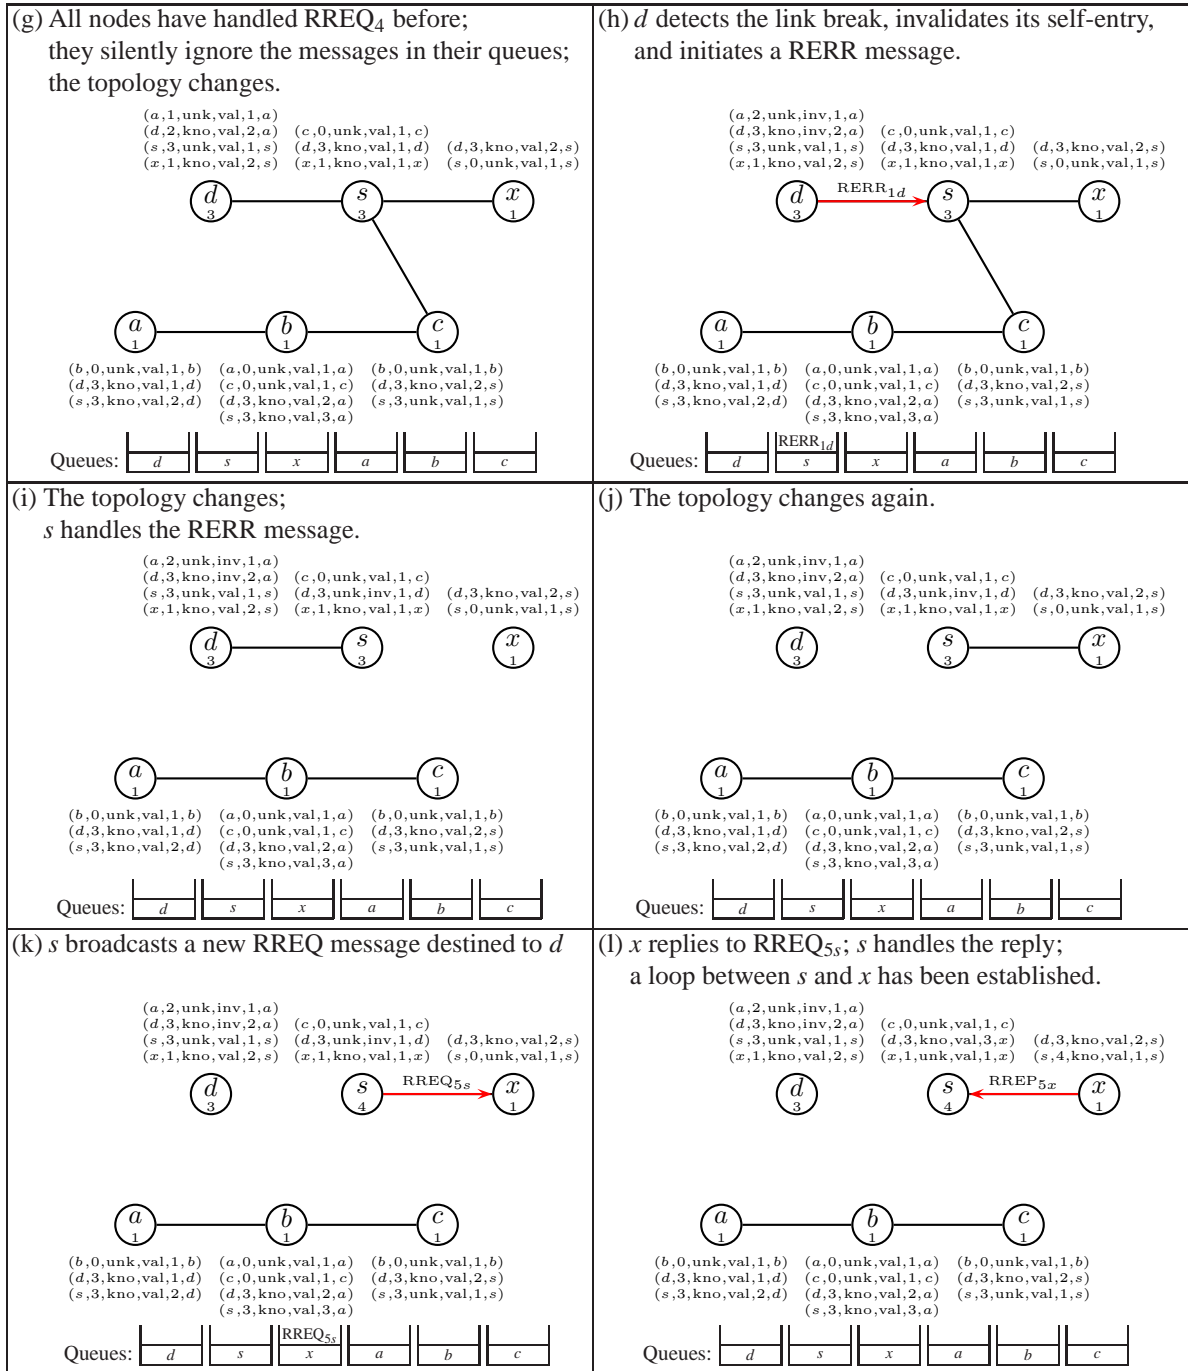 (g) All nodes have handled RREQ4 before;
they silently ignore the messages in their queues;
the topology changes.
(a,1,unk,val,1,a)
(d,2,kno,val,2,a) (c,0,unk,val,1,c)
(s,3,unk,val,1,s) (d,3,kno,val,1,d) (d,3,kno,val,2,s)
(x,1,kno,val,2,s) (x,1,kno,val,1,x) (s,0,unk,val,1,s)
d s x
3 3 1
a b c
1 1 1
(b,0,unk,val,1,b) (a,0,unk,val,1,a) (b,0,unk,val,1,b)
(d,3,kno,val,1,d) (c,0,unk,val,1,c) (d,3,kno,val,2,s)
(s,3,kno,val,2,d) (d,3,kno,val,2,a) (s,3,unk,val,1,s)
(s,3,kno,val,3,a)
Queues: d s x a b c
(h) d detects the link break, invalidates its self-entry,
and initiates a RERR message.
(a,2,unk,inv,1,a)
(d,3,kno,inv,2,a) (c,0,unk,val,1,c)
(s,3,unk,val,1,s) (d,3,kno,val,1,d) (d,3,kno,val,2,s)
(x,1,kno,val,2,s) (x,1,kno,val,1,x) (s,0,unk,val,1,s)
RERR1d
d s x
3 3 1
a b c
1 1 1
(b,0,unk,val,1,b) (a,0,unk,val,1,a) (b,0,unk,val,1,b)
(d,3,kno,val,1,d) (c,0,unk,val,1,c) (d,3,kno,val,2,s)
(s,3,kno,val,2,d) (d,3,kno,val,2,a) (s,3,unk,val,1,s)
(s,3,kno,val,3,a)
RERR1d
Queues: d s x a b c
(i) The topology changes;
s handles the RERR message.
(a,2,unk,inv,1,a)
(d,3,kno,inv,2,a) (c,0,unk,val,1,c)
(s,3,unk,val,1,s) (d,3,unk,inv,1,d) (d,3,kno,val,2,s)
(x,1,kno,val,2,s) (x,1,kno,val,1,x) (s,0,unk,val,1,s)
d s x
3 3 1
a b c
1 1 1
(b,0,unk,val,1,b) (a,0,unk,val,1,a) (b,0,unk,val,1,b)
(d,3,kno,val,1,d) (c,0,unk,val,1,c) (d,3,kno,val,2,s)
(s,3,kno,val,2,d) (d,3,kno,val,2,a) (s,3,unk,val,1,s)
(s,3,kno,val,3,a)
Queues: d s x a b c
(j) The topology changes again.
(a,2,unk,inv,1,a)
(d,3,kno,inv,2,a) (c,0,unk,val,1,c)
(s,3,unk,val,1,s) (d,3,unk,inv,1,d) (d,3,kno,val,2,s)
(x,1,kno,val,2,s) (x,1,kno,val,1,x) (s,0,unk,val,1,s)
d s x
3 3 1
a b c
1 1 1
(b,0,unk,val,1,b) (a,0,unk,val,1,a) (b,0,unk,val,1,b)
(d,3,kno,val,1,d) (c,0,unk,val,1,c) (d,3,kno,val,2,s)
(s,3,kno,val,2,d) (d,3,kno,val,2,a) (s,3,unk,val,1,s)
(s,3,kno,val,3,a)
Queues: d s x a b c
(k) s broadcasts a new RREQ message destined to d
(a,2,unk,inv,1,a)
(d,3,kno,inv,2,a) (c,0,unk,val,1,c)
(s,3,unk,val,1,s) (d,3,unk,inv,1,d) (d,3,kno,val,2,s)
(x,1,kno,val,2,s) (x,1,kno,val,1,x) (s,0,unk,val,1,s)
RREQ5s
d s x
3 4 1
a b c
1 1 1
(b,0,unk,val,1,b) (a,0,unk,val,1,a) (b,0,unk,val,1,b)
(d,3,kno,val,1,d) (c,0,unk,val,1,c) (d,3,kno,val,2,s)
(s,3,kno,val,2,d) (d,3,kno,val,2,a) (s,3,unk,val,1,s)
(s,3,kno,val,3,a)
RREQ5s
Queues: d s x a b c
(l) x replies to RREQ5s; s handles the reply;
a loop between s and x has been established.
(a,2,unk,inv,1,a)
(d,3,kno,inv,2,a) (c,0,unk,val,1,c)
(s,3,unk,val,1,s) (d,3,kno,val,3,x) (d,3,kno,val,2,s)
(x,1,kno,val,2,s) (x,1,unk,val,1,x) (s,4,kno,val,1,s)
RREP5x
d s x
3 4 1
a b c
1 1 1
(b,0,unk,val,1,b) (a,0,unk,val,1,a) (b,0,unk,val,1,b)
(d,3,kno,val,1,d) (c,0,unk,val,1,c) (d,3,kno,val,2,s)
(s,3,kno,val,2,d) (d,3,kno,val,2,a) (s,3,unk,val,1,s)
(s,3,kno,val,3,a)
Queues: d s x a b c